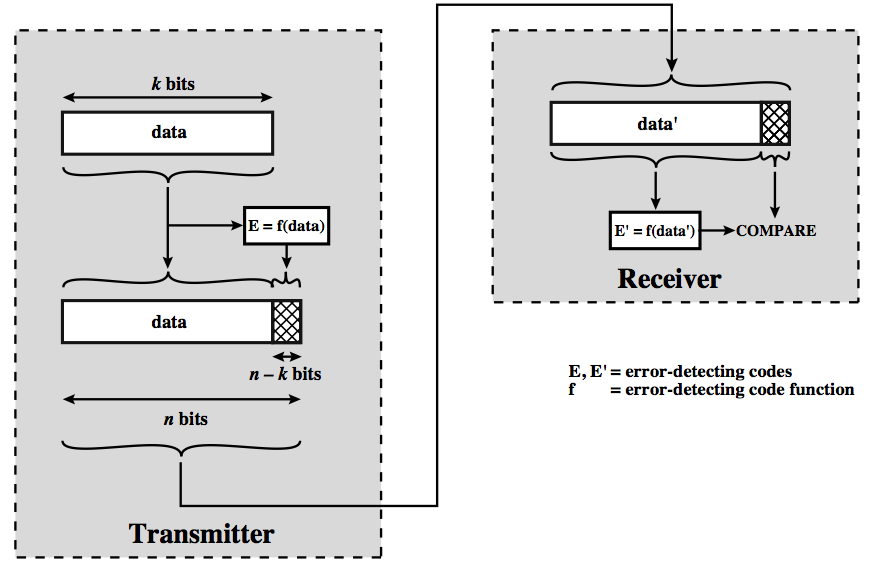 k bits
data
E = f(data)
data
n – k bits
n bits
Transmitter
data'
E' = f(data')
COMPARE
Receiver
E, E' = error-detecting codes
f = error-detecting code function